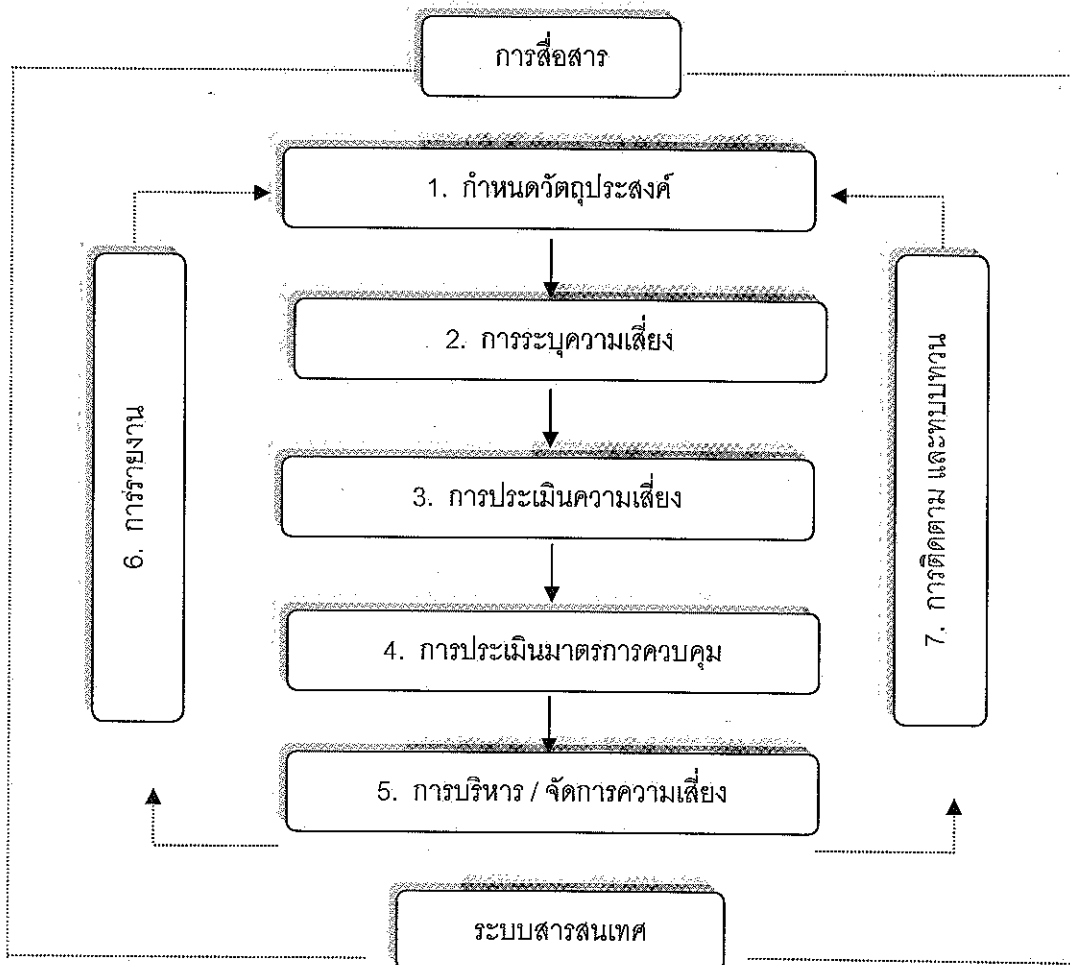 การสื่อสาร
1. กำหนดวัตถุประสงค์
2. การระบุความเสี่ยง
3. การประเมินความเสี่ยง
4. การประเมินมาตรการควบคุม
5. การบริหาร / จัดการความเสี่ยง
6. การรายงาน
7. การติดตาม และทบบทวน
ระบบสารสนเทศ